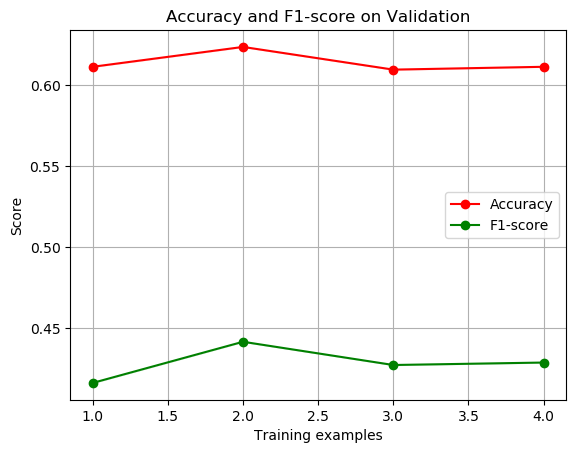 Accuracy and F1-score on Validation
Score
0.60
0.55
0.50
0.45
Accuracy
F1-score
1.0 1.5 2.0 2.5 3.0 3.5 4.0
Training examples